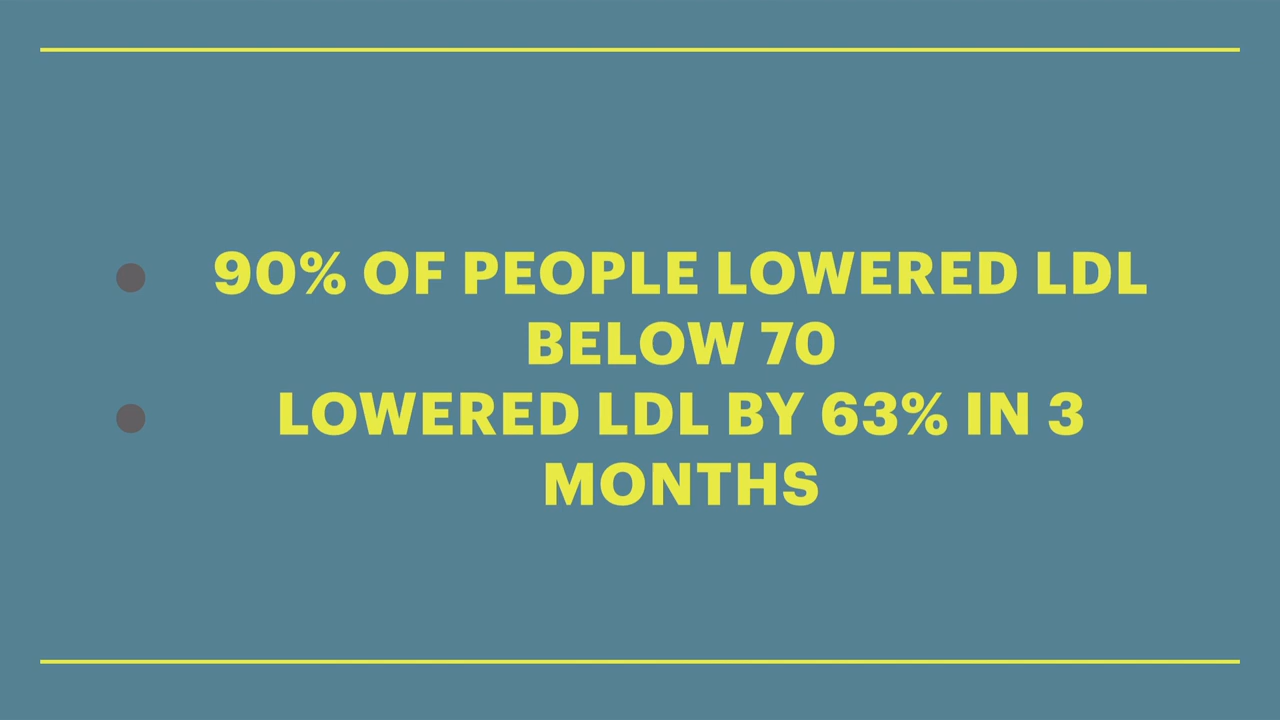 90% OF PEOPLE LOWERED LDL
BELOW 70
LOWERED LDL BY 63% IN 3
MONTHS